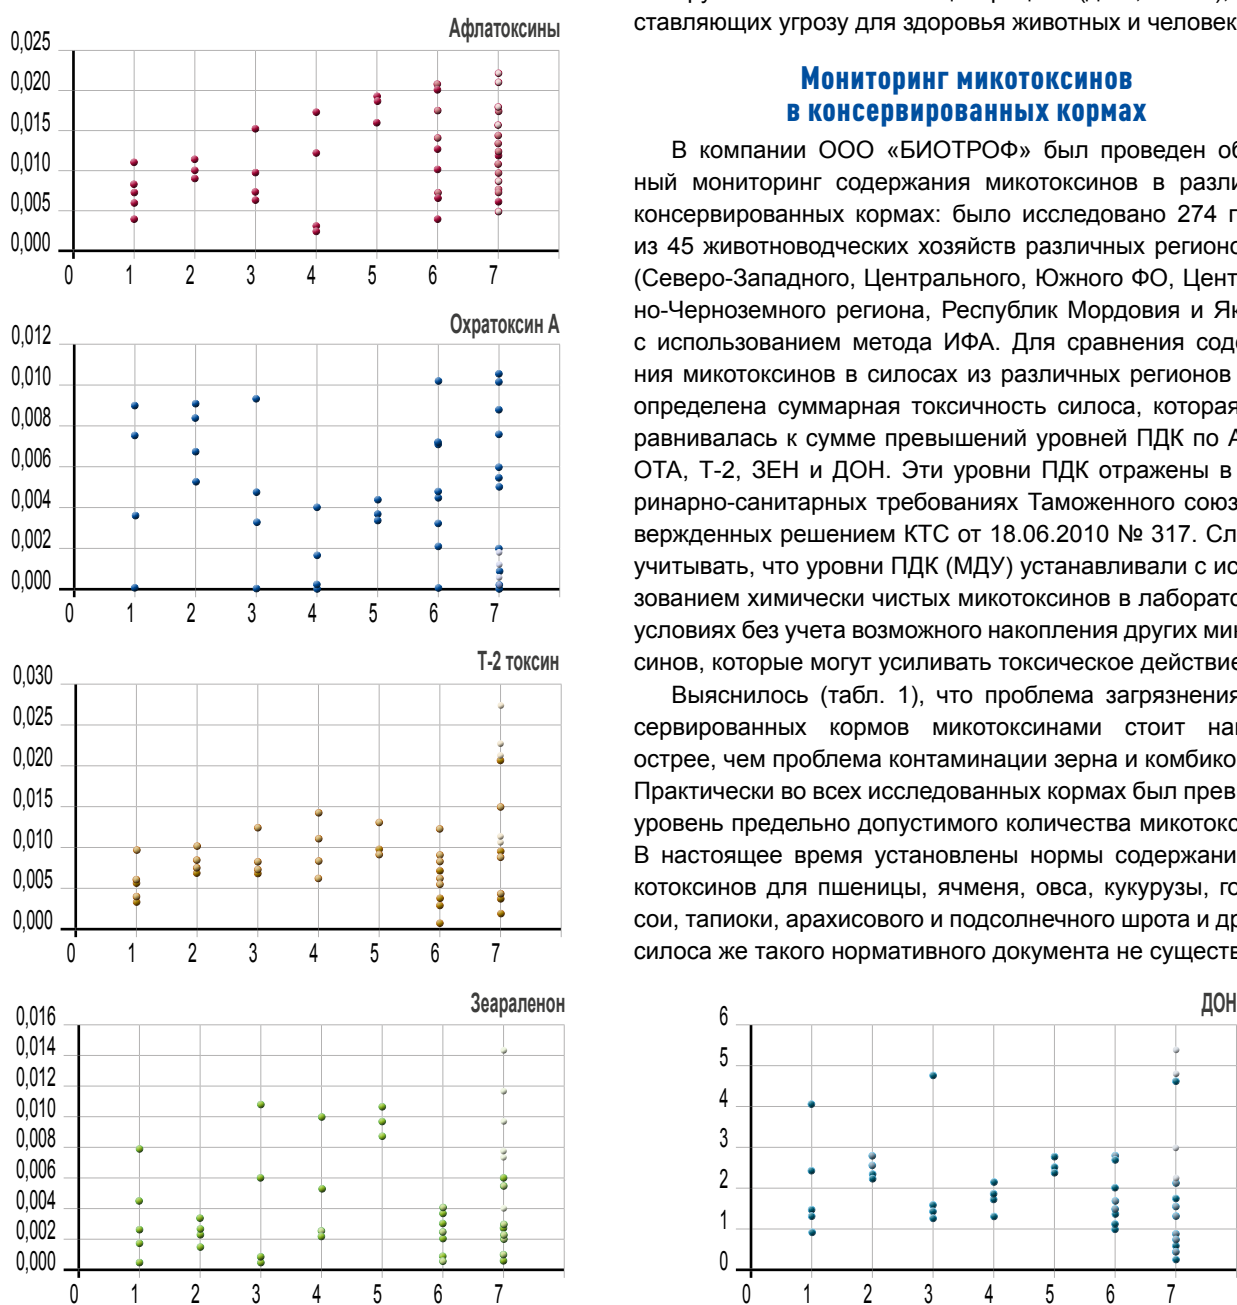 Афлатоксины
0,025
0,020
0,015
0,010
0,005
0,000
0 1 2 3 4 5 6 7
Охратоксин А
0,012
0,010
0,008
0,006
0,004
0,002
0,000
0 1 2 3 4 5 6 7
Т-2 токсин
0,030
0,025
0,020
0,015
0,010
0,005
0,000
0 1 2 3 4 5 6 7
Зеараленон
0,016
0,014
0,012
0,010
0,008
0,006
0,004
0,002
0,000
0 1 2 3 4 5 6 7
ставляющих угрозу для здоровья животных и человек
Мониторинг микотоксинов
в консервированных кормах
В компании ООО «БИОТРОФ» был проведен об
ный мониторинг содержания микотоксинов в разли
консервированных кормах: было исследовано 274 п
из 45 животноводческих хозяйств различных регионо
(Северо-Западного, Центрального, Южного ФО, Цент
но-Черноземного региона, Республик Мордовия и Як
с использованием метода ИФА. Для сравнения соде
ния микотоксинов в силосах из различных регионов
определена суммарная токсичность силоса, которая
равнивалась к сумме превышений уровней ПДК по А
ОТА, Т-2, ЗЕН и ДОН. Эти уровни ПДК отражены в
ринарно-санитарных требованиях Таможенного союз
вержденных решением КТС от 18.06.2010 № 317. Сл
учитывать, что уровни ПДК (МДУ) устанавливали с ис
зованием химически чистых микотоксинов в лаборато
условиях без учета возможного накопления других мик
синов, которые могут усиливать токсическое действие
Выяснилось (табл. 1), что проблема загрязнения
сервированных кормов микотоксинами стоит на
острее, чем проблема контаминации зерна и комбико
Практически во всех исследованных кормах был прев
уровень предельно допустимого количества микотокс
В настоящее время установлены нормы содержани
котоксинов для пшеницы, ячменя, овса, кукурузы, го
сои, тапиоки, арахисового и подсолнечного шрота и др
силоса же такого нормативного документа не существ
ДОН
6
5
4
3
2
1
0
0 1 2 3 4 5 6 7